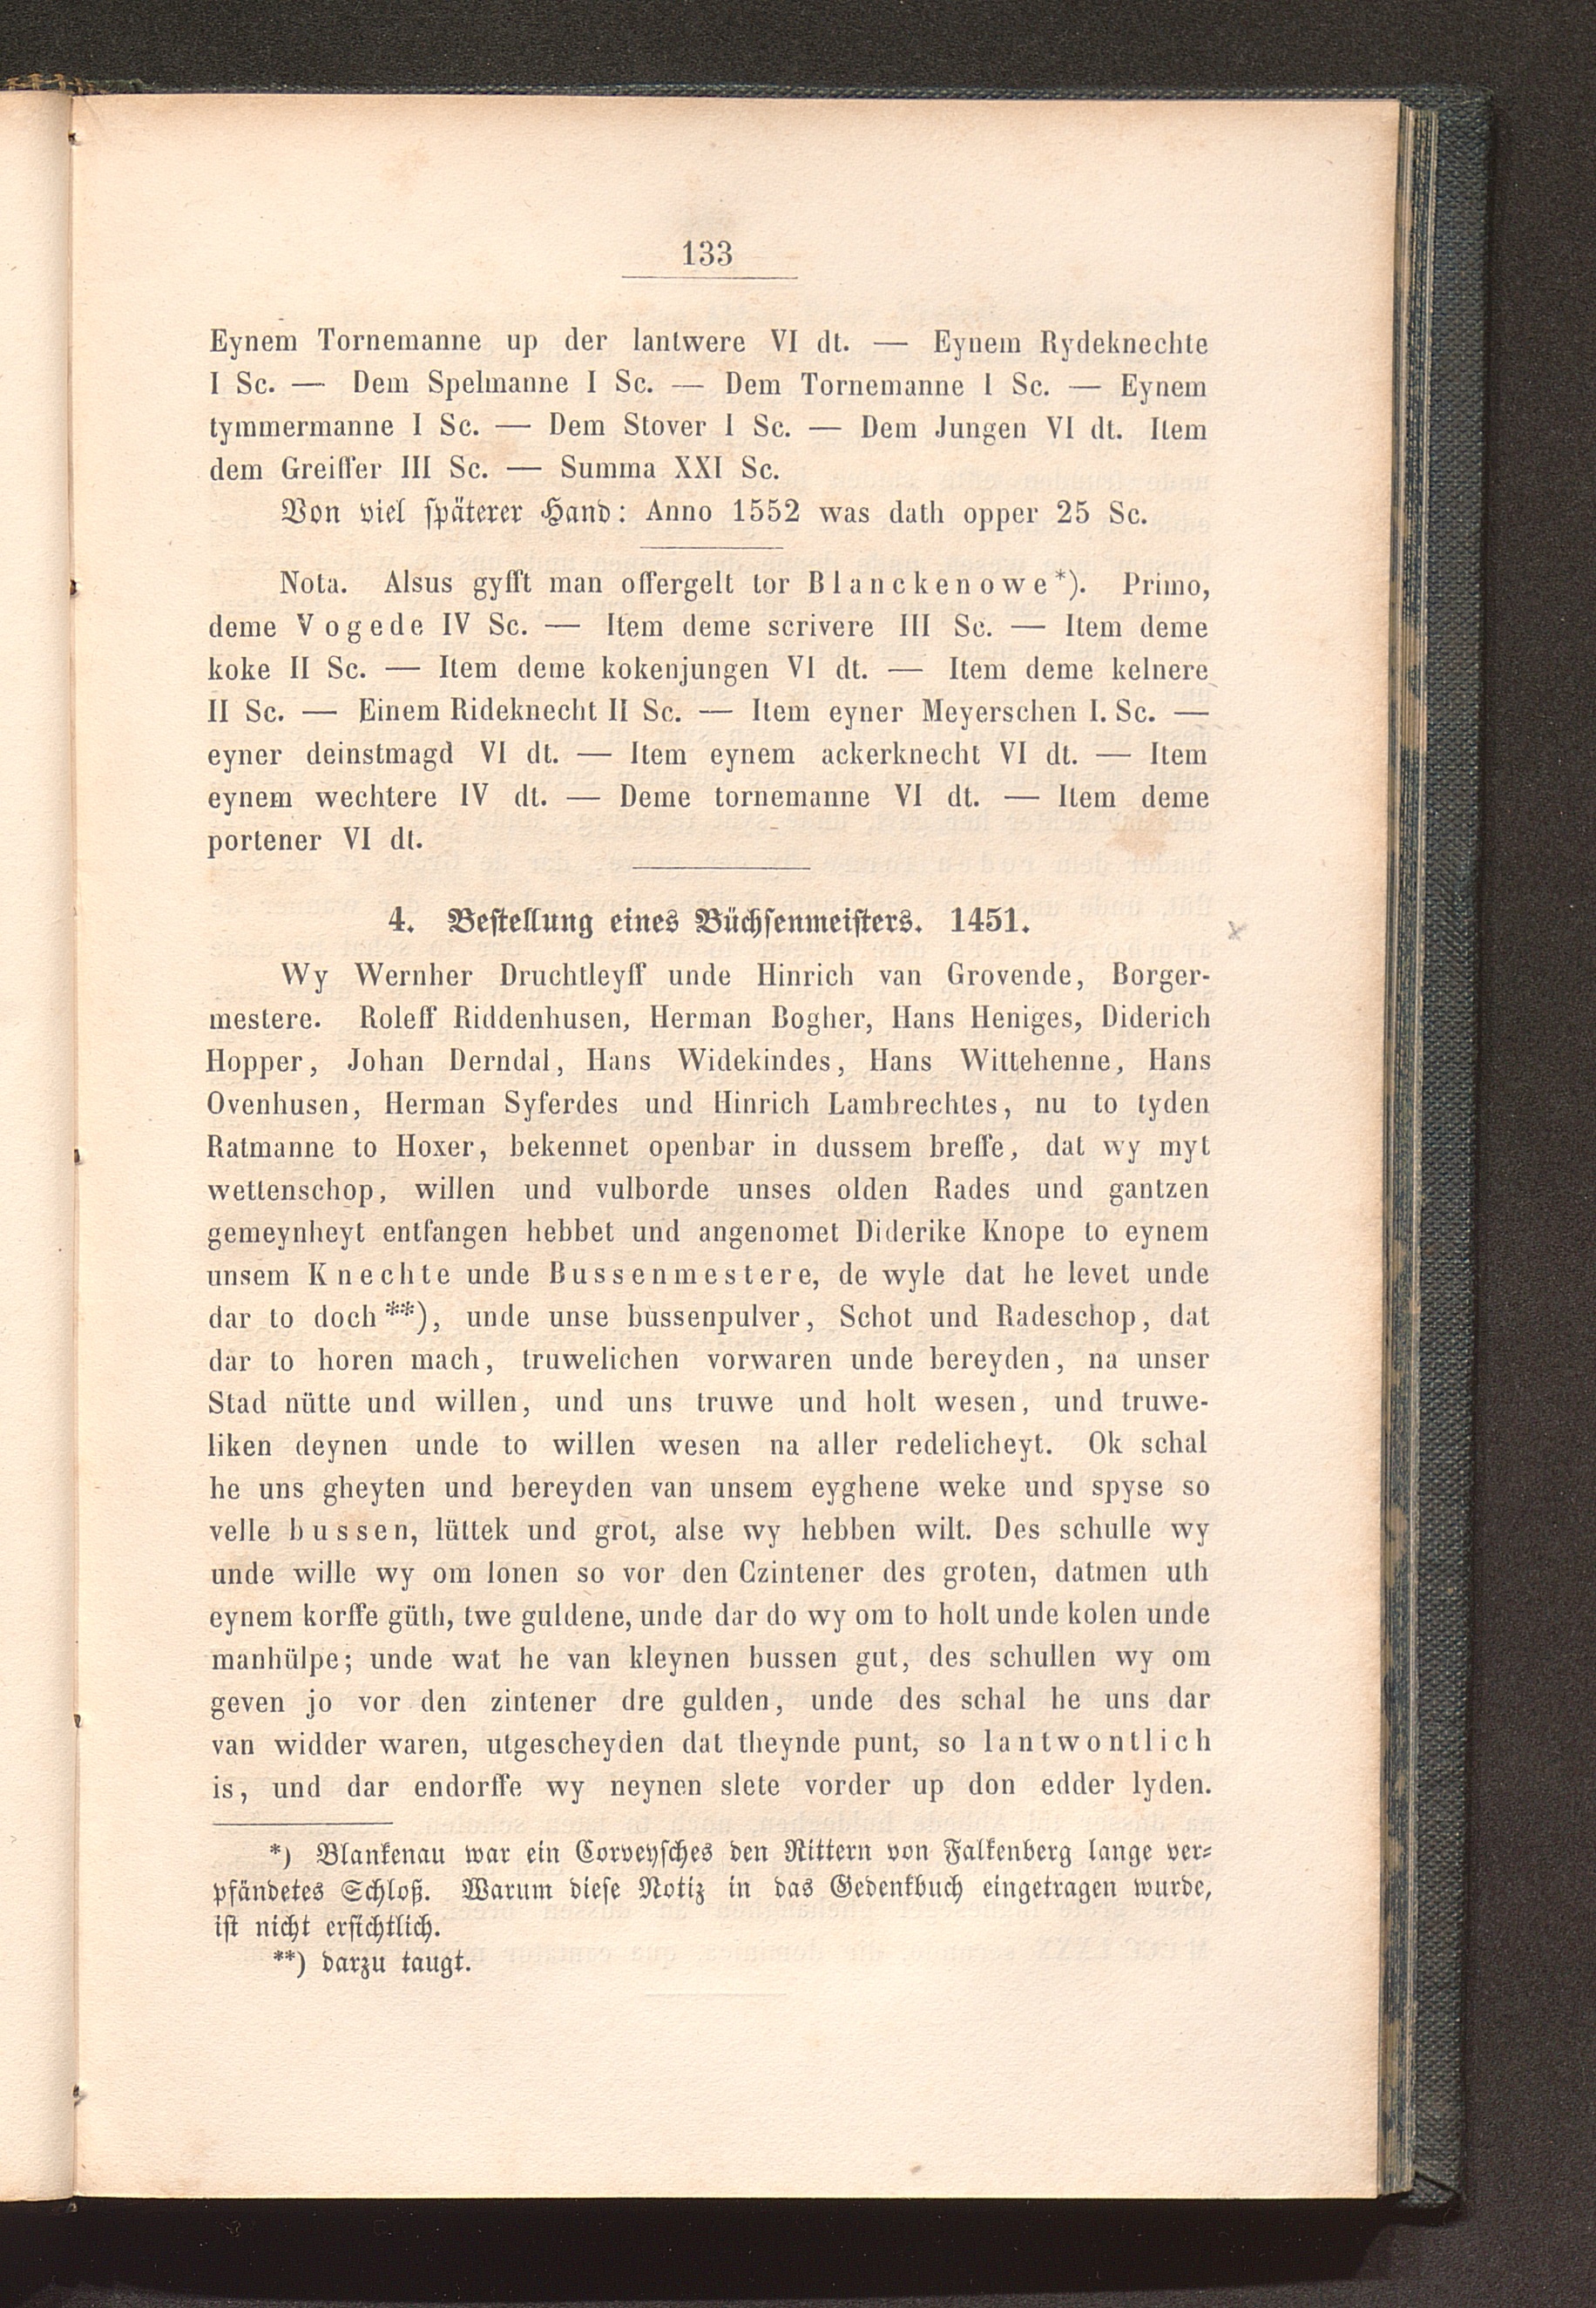 133
Eynem Tornemanne up der lantwere VI dt. — Eynem Rydeknechte
I Sc. — Dem Spelmanne I Sc. — Dem Tornemanne I Sc. — Eynem
tymmermanne I Sc. — Dem Stover I Sc. — Dem Jungen VI dt. Item
dem Greiffer III Sc. — Summa XXI Sc.
Von viel ſpäterer Hand: Anno 1552 was dath opper 25 Sc.
Nota. Alsus gyfft man offergelt tor Blanckenowe*). Primo,
deme Vogede IV Sc. — Item deme scrivere III Sc. — Item deme
koke II Sc. — Item deme kokenjungen VI dt. — Item deme kelnere
II Sc. — Einem Rideknecht II Sc. — Item eyner Meyerschen I. Sc. —
eyner deinstmagd VI dt. — Item eynem ackerknecht VI dt. — Item
eynem wechtere IV dt. — Deme tornemanne VI dt. — Item deme
portener VI dt.
4. Beſtellung eines Büchſenmeiſters. 1451.
Wy Wernher Druchtleyff unde Hinrich van Grovende, Borger-
mestere. Roleff Riddenhusen, Herman Bogher, Hans Heniges, Diderich
Hopper, Johan Derndal, Hans Widekindes, Hans Wittehenne, Hans
Ovenhusen, Herman Syferdes und Hinrich Lambrechtes, nu to tyden
Ratmanne to Hoxer, bekennet openbar in dussem breffe, dat wy myt
wettenschop, willen und vulborde unses olden Rades und gantzen
gemeynheyt entfangen hebbet und angenomet Diderike Knope to eynem
unsem Knechte unde Bussenmestere, de wyle dat he levet unde
dar to doch**), unde unse bussenpulver, Schot und Radeschop, dat
dar to horen mach, truwelichen vorwaren unde bereyden, na unser
Stad nütte und willen, und uns truwe und holt wesen, und truwe-
liken deynen unde to willen wesen na aller redelicheyt. Ok schal
he uns gheyten und bereyden van unsem eyghene weke und spyse so
velle bussen, lüttek und grot, alse wy hebben wilt. Des schulle wy
unde wille wy om lonen so vor den Czintener des groten, datmen uth
eynem korffe güth, twe guldene, unde dar do wy om to holt unde kolen unde
manhülpe; unde wat he van kleynen bussen gut, des schullen wy om
geven jo vor den zintener dre gulden, unde des schal he uns dar
van widder waren, utgescheyden dat theynde punt, so lantwontlich
is, und dar endorffe wy neynen slete vorder up don edder lyden.
*) Blankenau war ein Corveyſches den Rittern von Falkenberg lange ver-
pfändetes Schloß. Warum dieſe Notiz in das Gedenkbuch eingetragen wurde,
iſt nicht erſichtlich.
**) darzu taugt.